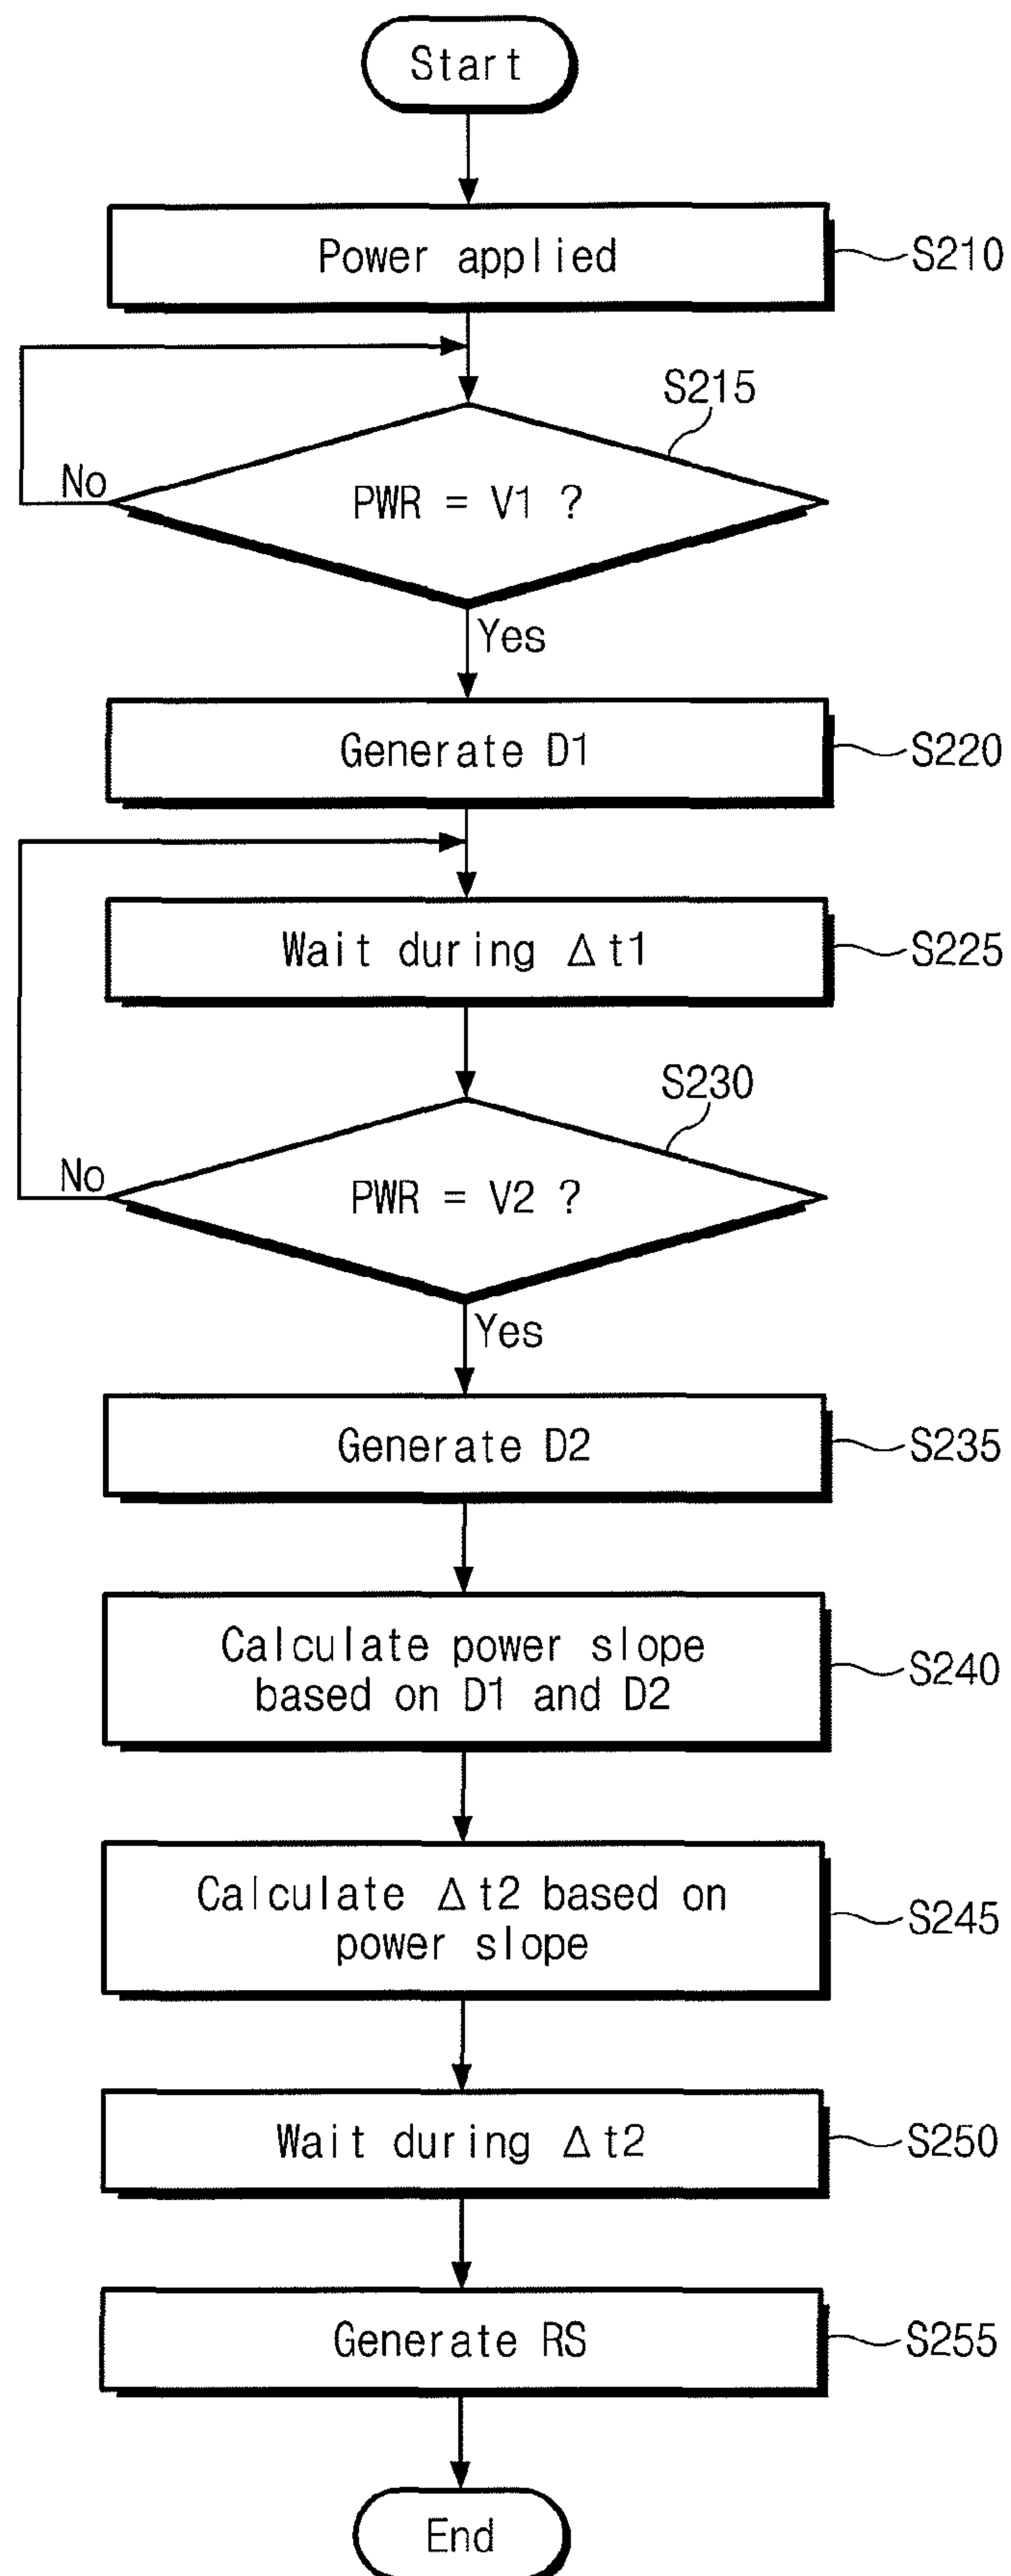 Start
Power applied
S210
S215
No
PWR = V1 ?
Yes
Generate D1
S220
Wait during Δt1
S225
S230
No
PWR = V2 ?
Yes
Generate D2
S235
Calculate power slope
based on D1 and D2
S240
Calculate Δt2 based on
power slope
S245
Wait during Δt2
S250
Generate RS
S255
End